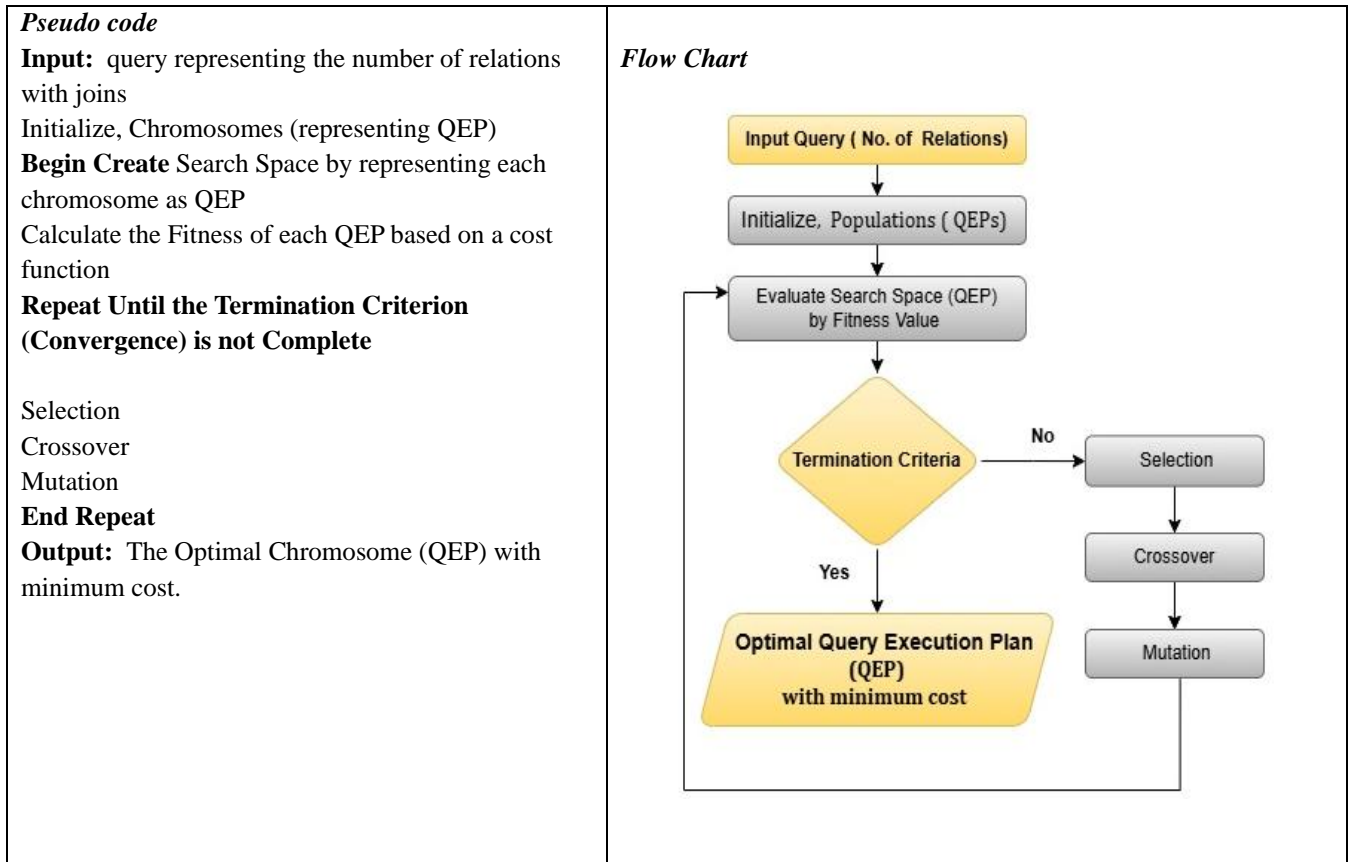 Pseudo code
Input: query representing the number of relations
with joins
Initialize, Chromosomes (representing QEP)
Begin Create Search Space by representing each
chromosome as QEP
Calculate the Fitness of each QEP based on a cost
function
Repeat Until the Termination Criterion
(Convergence) is not Complete
Selection
Crossover
Mutation
End Repeat
Output: The Optimal Chromosome (QEP) with
minimum cost.
Flow Chart
Input Query ( No. of Relations)
Initialize, Populations ( QEPs)
Evaluate Search Space (QEP)
by Fitness Value
Termination Criteria
No
Selection
Crossover
Mutation
Yes
Optimal Query Execution Plan
(QEP)
with minimum cost